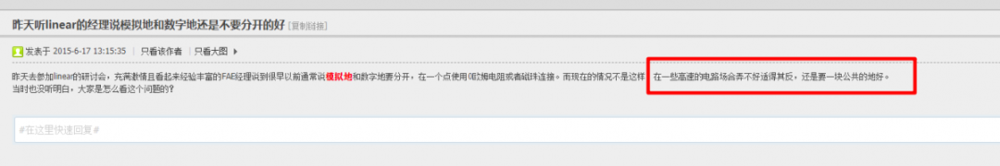 昨天听linear的经理说模拟地和数字地还是不要分开的好 [复制链接]
发表于 2015-6-17 13:15:35 | 只看该作者 | 只看大图
昨天去参加linear的研讨会，充满激情且看起来经验丰富的FAE经理说到很早以前通常说模拟地和数字地要分开，在一个点使用0欧姆电阻或者磁珠连接。而现在的情况不是这样，在一些高速的电路场合弄不好适得其反，还是要一块公共的地好。
当时也没听明白，大家是怎么看这个问题的？
#在这里快速回复#